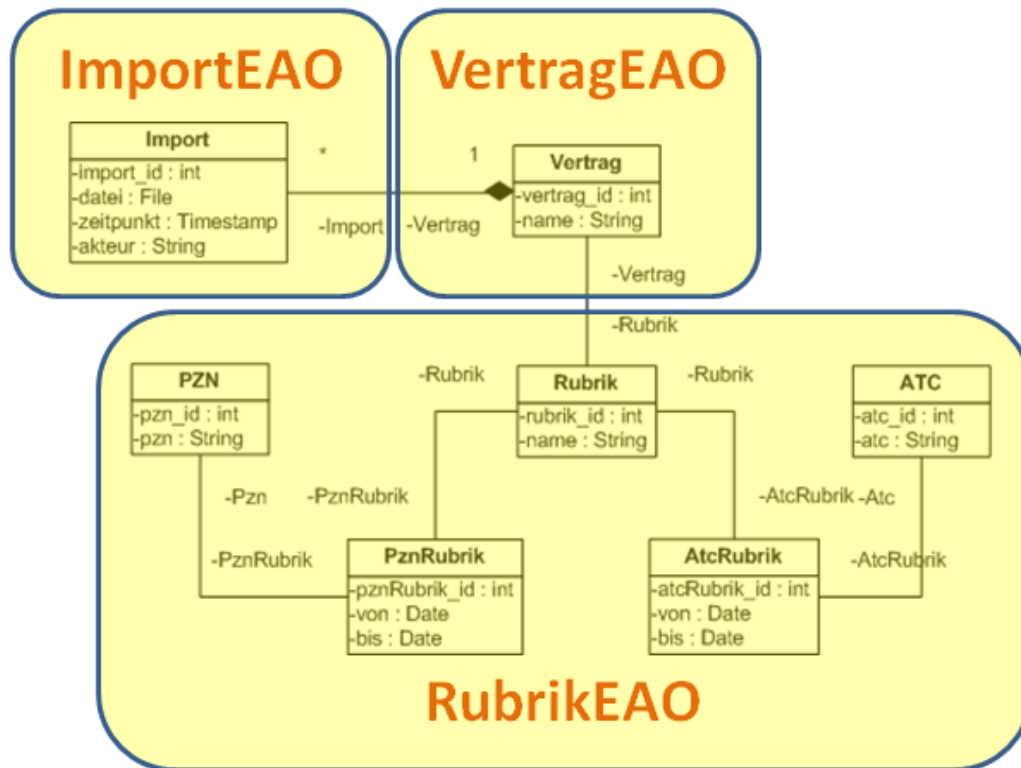 ImportEAO
VertragEAO
Import
-import_id : int
-datei : File
-zeitpunkt : Timestamp
-akteur : String
*
1
-Import
-Vertrag
Vertrag
-vertrag_id : int
-name : String
-Vertrag
-Rubrik
PZN
-pzn_id : int
-pzn : String
-Rubrik
Rubrik
-rubrik_id : int
-name : String
-Rubrik
ATC
-atc_id : int
-atc : String
-Pzn
-PznRubrik
-AtcRubrik
-Atc
-PznRubrik
PznRubrik
-pznRubrik_id : int
-von : Date
-bis : Date
AtcRubrik
-atcRubrik_id : int
-von : Date
-bis : Date
-AtcRubrik
RubrikEAO